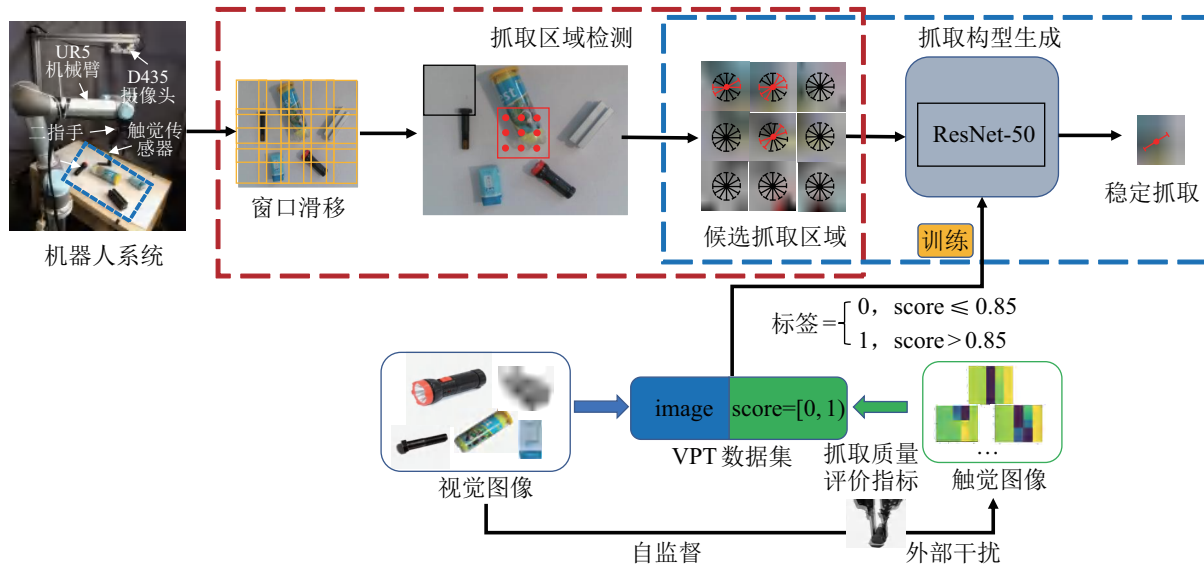 抓取区域检测
抓取构型生成
UR5
机械臂
D435
摄像头
二指手
触觉传
感器
机器人系统
窗口滑移
候选抓取区域
ResNet-50
稳定抓取
训练
标签=
0，score ⩽ 0.85
1，score > 0.85
image
score=[0, 1)
VPT 数据集
抓取质量
评价指标
视觉图像
…
触觉图像
自监督
外部干扰